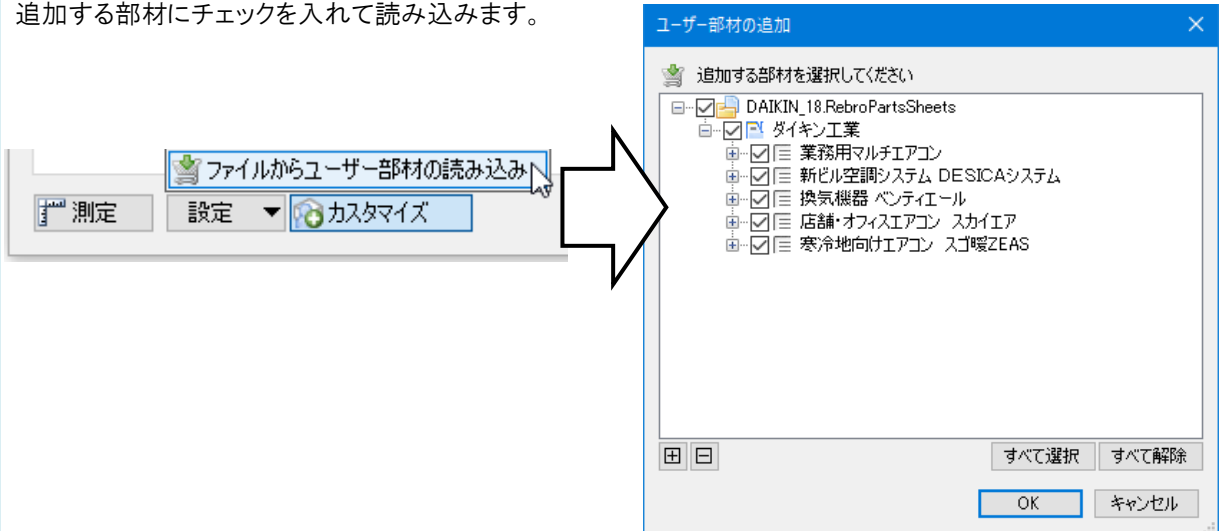 追加する部材にチェックを入れて読み込みます。
ファイルからユーザー部材の読み込み
測定
設定
カスタマイズ
ユーザー部材の追加
追加する部材を選択してください
DAIKIN_18.RebroPartsSheets
ダイキン工業
業務用マルチエアコン
新ビル空調システム DESICAシステム
換気機器 ベンティエール
店舗・オフィスエアコン スカイエア
寒冷地向けエアコン スゴ暖ZEAS
すべて選択 すべて解除
OK キャンセル